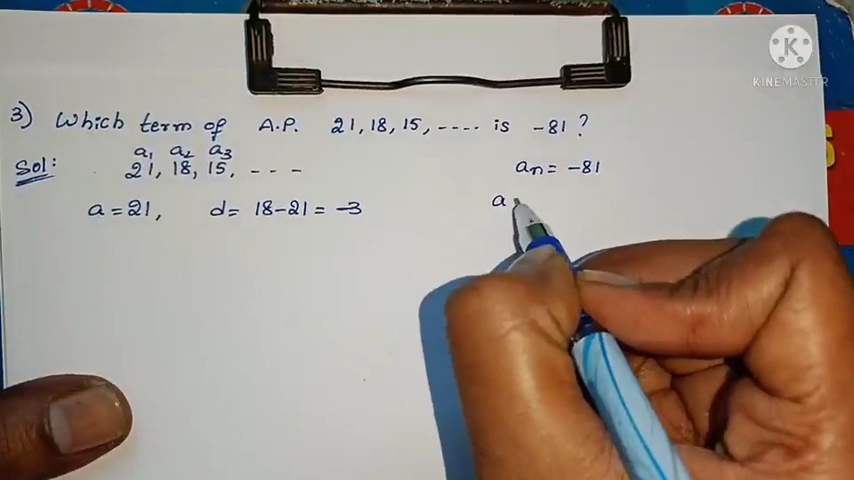 3) Which term of A.P. 21, 18, 15, ---- is -81 ?
a₁ a₂ a₃
Sol: 21, 18, 15, - - - -
aₙ = -81
a = 21, d = 18-21 = -3
a
K
KINEMASTER